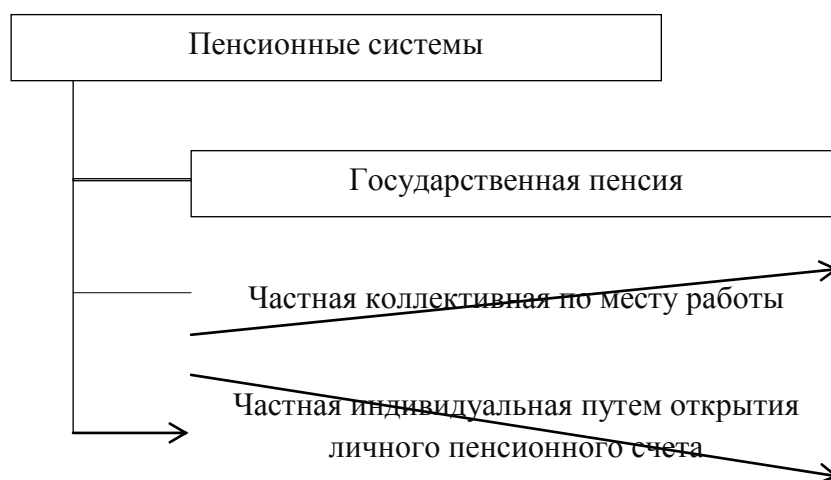 Пенсионные системы
Государственная пенсия
Частная коллективная по месту работы
Частная индивидуальная путем открытия
личного пенсионного счета